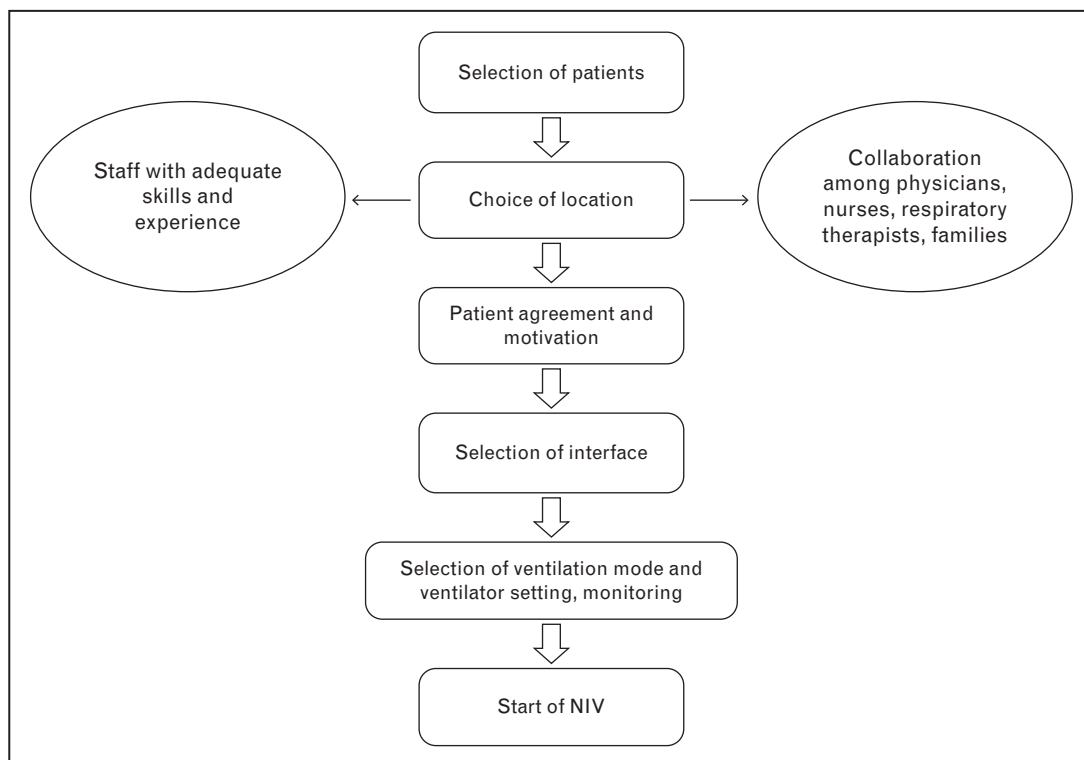 Selection of patients
Staff with adequate
skills and
experience
Choice of location
Collaboration
among physicians,
nurses, respiratory
therapists, families
Patient agreement and
motivation
Selection of interface
Selection of ventilation mode and
ventilator setting, monitoring
Start of NIV